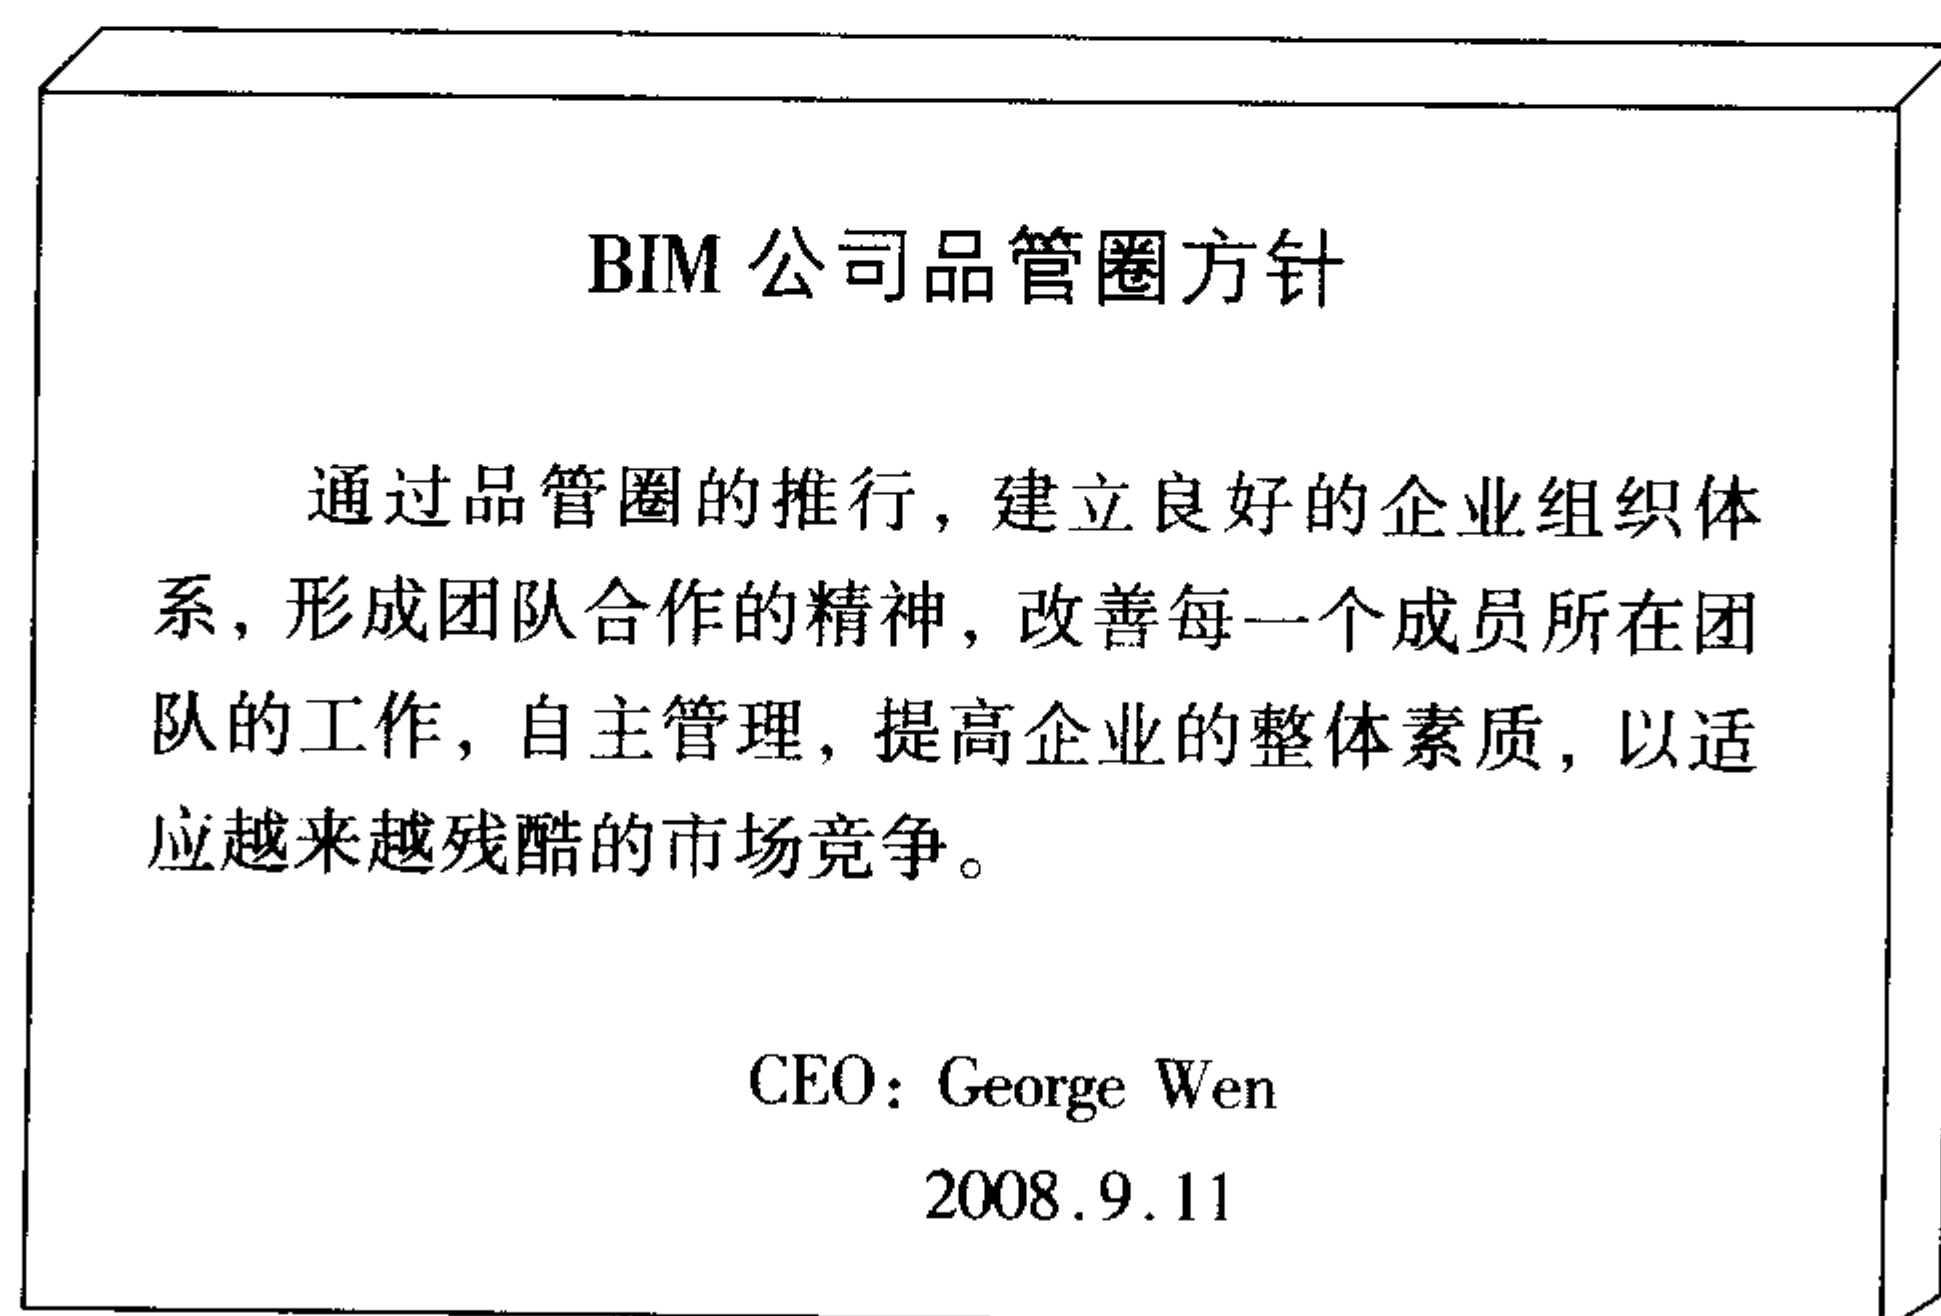 BIM 公司品管圈方针
通过品管圈的推行，建立良好的企业组织体
系，形成团队合作的精神，改善每一个成员所在团
队的工作，自主管理，提高企业的整体素质，以适
应越来越残酷的市场竞争。
CEO：George Wen
2008.9.11